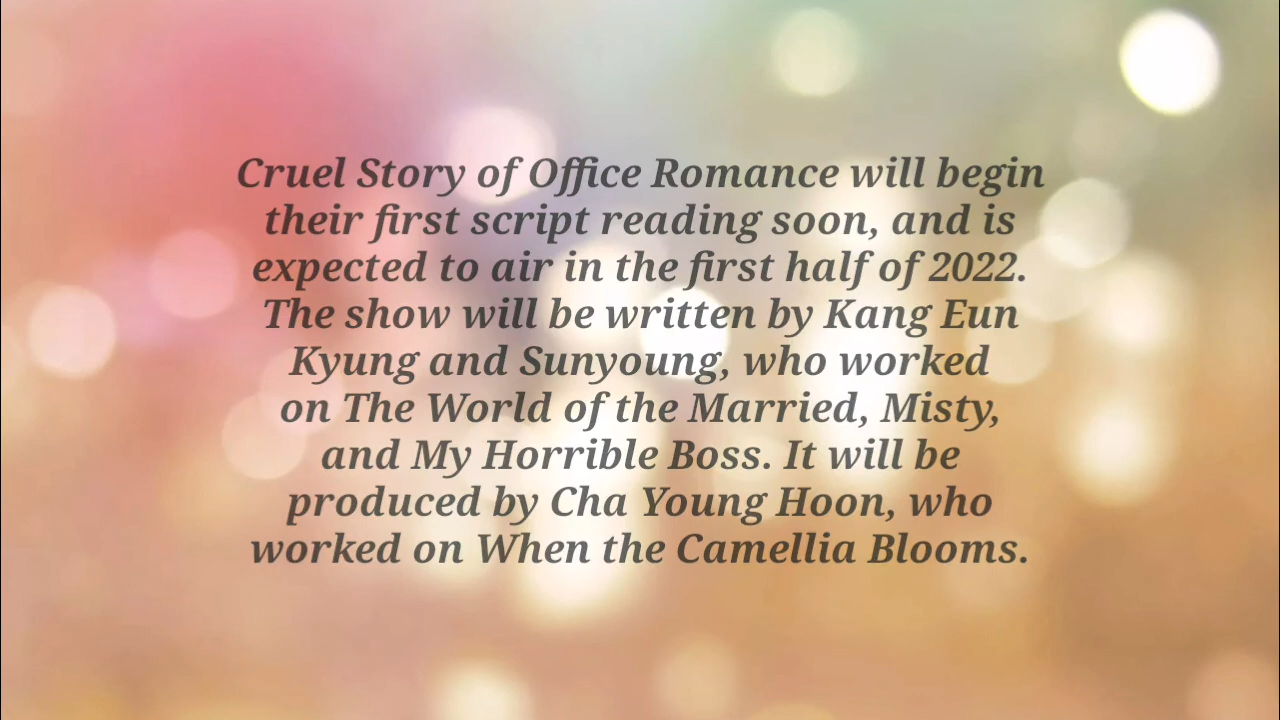 Cruel Story of Office Romance will begin
their first script reading soon, and is
expected to air in the first half of 2022.
The show will be written by Kang Eun
Kyung and Sunyoung, who worked
on The World of the Married, Misty,
and My Horrible Boss. It will be
produced by Cha Young Hoon, who
worked on When the Camellia Blooms.